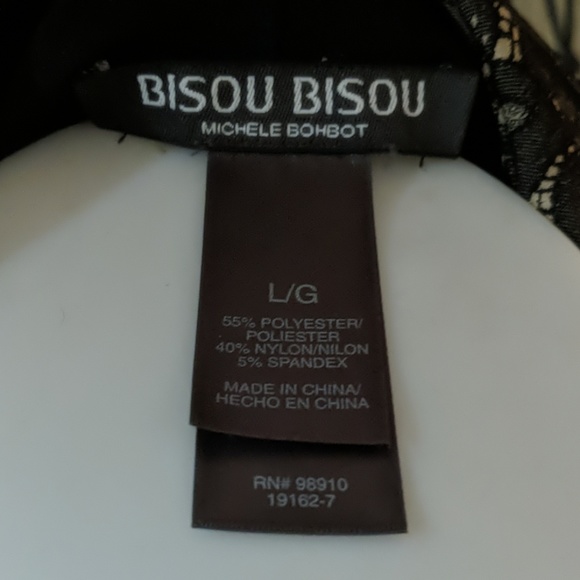 BISOU BISOU
MICHELE BOHBOT
L/G
55% POLYESTER/
POLIESTER
40% NYLON/NILON
5% SPANDEX
MADE IN CHINA/
HECHO EN CHINA
RN# 98910
19162-7